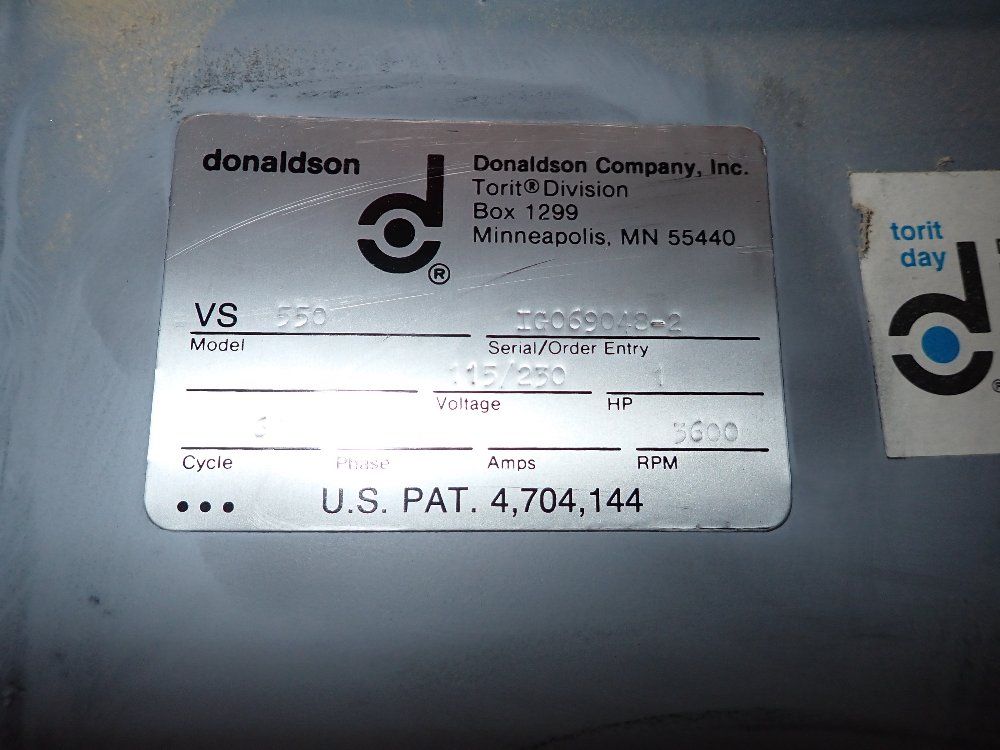 donaldson
Donaldson Company, Inc.
Torit® Division
Box 1299
Minneapolis, MN 55440
®
VS 550 IG069048-2
Model Serial/Order Entry
115/230 1
Voltage HP
3600
Cycle Phase Amps RPM
U.S. PAT. 4,704,144
torit
day
®